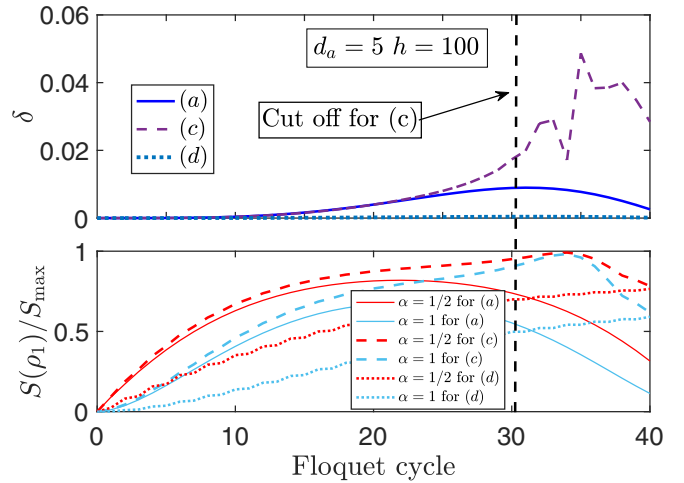 0.06
0.04
0.02
0
δ
d_a = 5 h = 100
Cut off for (c)
(a)
(c)
(d)
1
0.5
0
S(ρ₁)/S_max
α = 1/2 for (a)
α = 1 for (a)
α = 1/2 for (c)
α = 1 for (c)
α = 1/2 for (d)
α = 1 for (d)
0 10 20 30 40
Floquet cycle